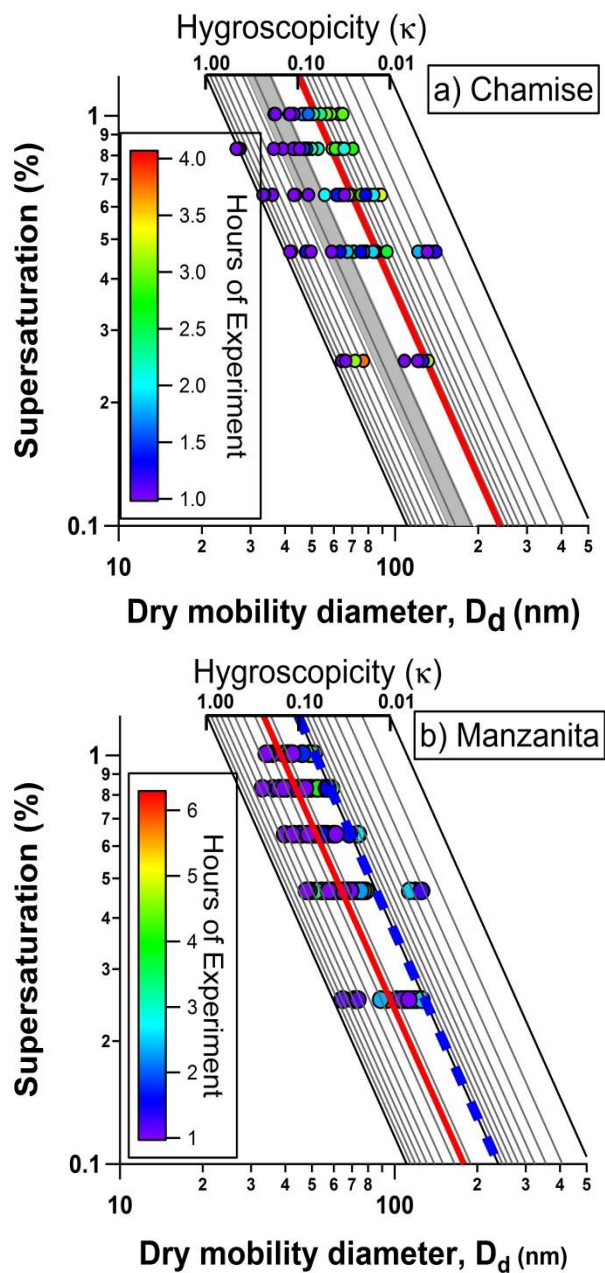 Hygroscopicity (κ)
1.00 0.10 0.01
a) Chamise
Supersaturation (%)
1
9
8
7
6
5
4
3
2
0.1
Hours of Experiment
4.0
3.5
3.0
2.5
2.0
1.5
1.0
2 3 4 5 6 7 8 2 3 4 5
10 100
Dry mobility diameter, Dd (nm)
Hygroscopicity (κ)
1.00 0.10 0.01
b) Manzanita
Supersaturation (%)
1
9
8
7
6
5
4
3
2
0.1
Hours of Experiment
6
5
4
3
2
1
2 3 4 5 6 7 8 2 3 4 5
10 100
Dry mobility diameter, Dd (nm)